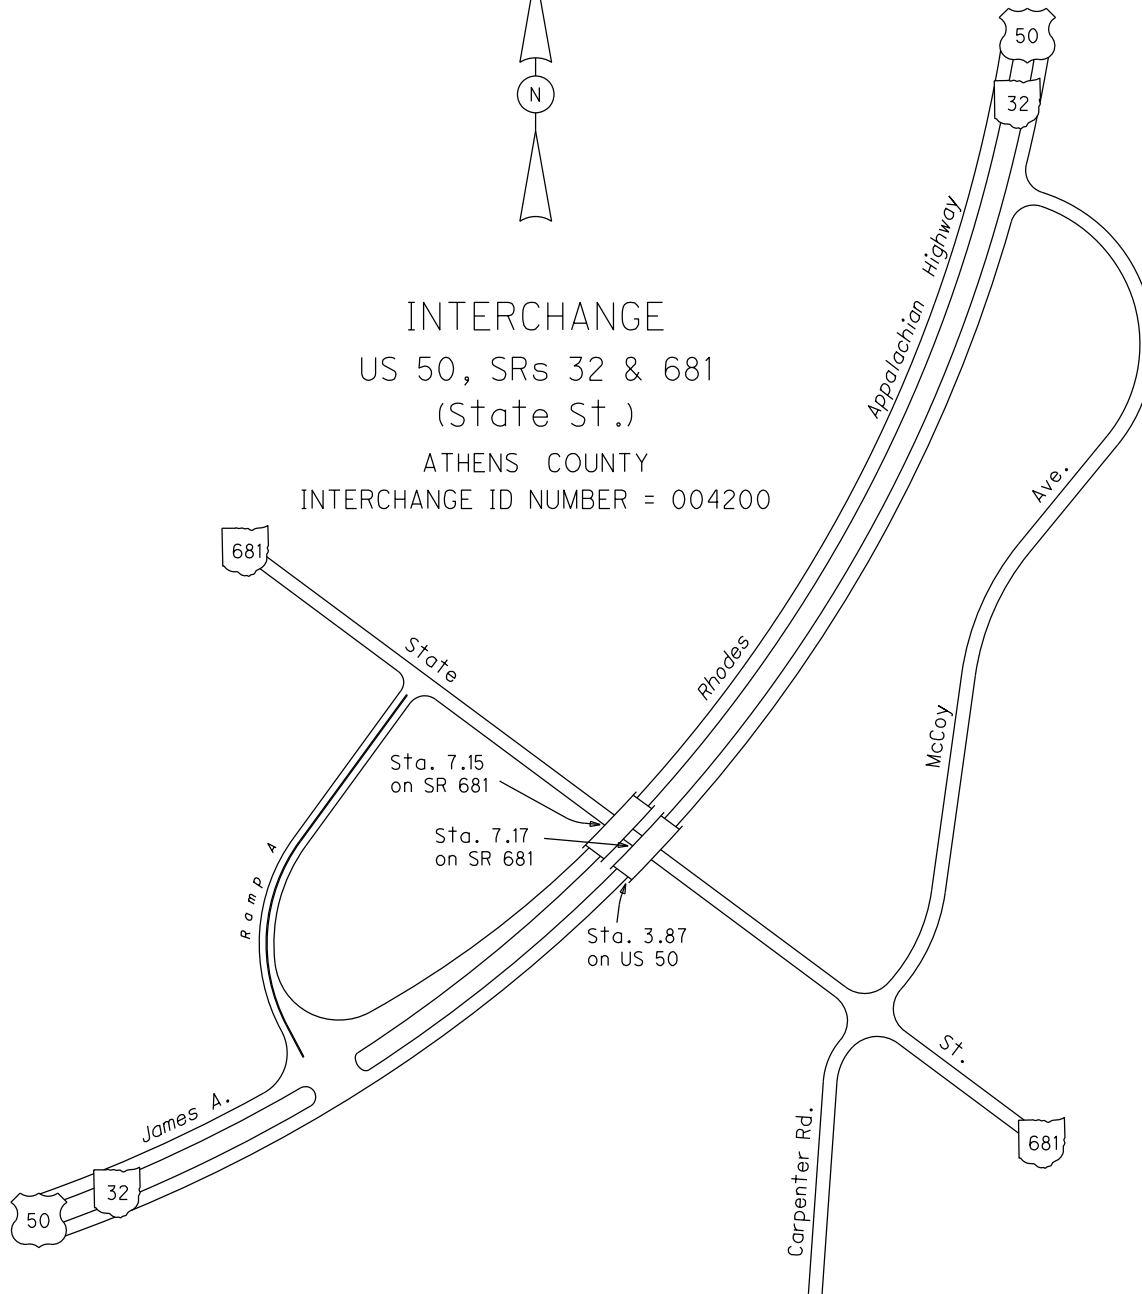 50
32
N
INTERCHANGE
US 50, SRs 32 & 681
(State St.)
ATHENS COUNTY
INTERCHANGE ID NUMBER = 004200
Appalachian Highway
Ave.
681
State
Rhodes
McCoy
Sta. 7.15
on SR 681
Sta. 7.17
on SR 681
Ramp A
Sta. 3.87
on US 50
St.
James A.
Carpenter Rd.
681
32
50